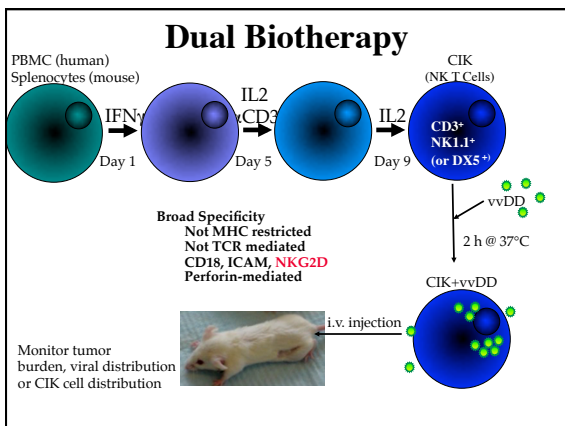 Dual Biotherapy
PBMC (human)
Splenocytes (mouse)
CIK
(NK T Cells)
IFNγ
IL2
αCD3
IL2
Day 1
Day 5
Day 9
CD3+
NK1.1+
(or DX5 +)
vvDD
2 h @ 37°C
Broad Specificity
Not MHC restricted
Not TCR mediated
CD18, ICAM, NKG2D
Perforin-mediated
CIK+vvDD
i.v. injection
Monitor tumor
burden, viral distribution
or CIK cell distribution